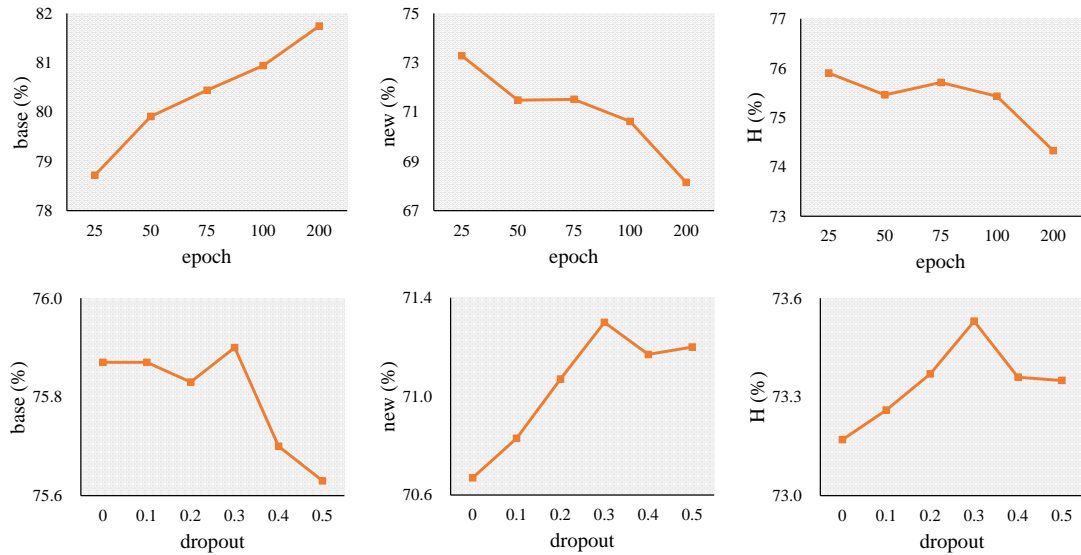 82
81
80
79
78
base (%)
25 50 75 100 200
epoch
75
73
71
69
67
new (%)
25 50 75 100 200
epoch
77
76
75
74
73
H (%)
25 50 75 100 200
epoch
76.0
75.8
75.6
base (%)
0 0.1 0.2 0.3 0.4 0.5
dropout
71.4
71.0
70.6
new (%)
0 0.1 0.2 0.3 0.4 0.5
dropout
73.6
73.3
73.0
H (%)
0 0.1 0.2 0.3 0.4 0.5
dropout